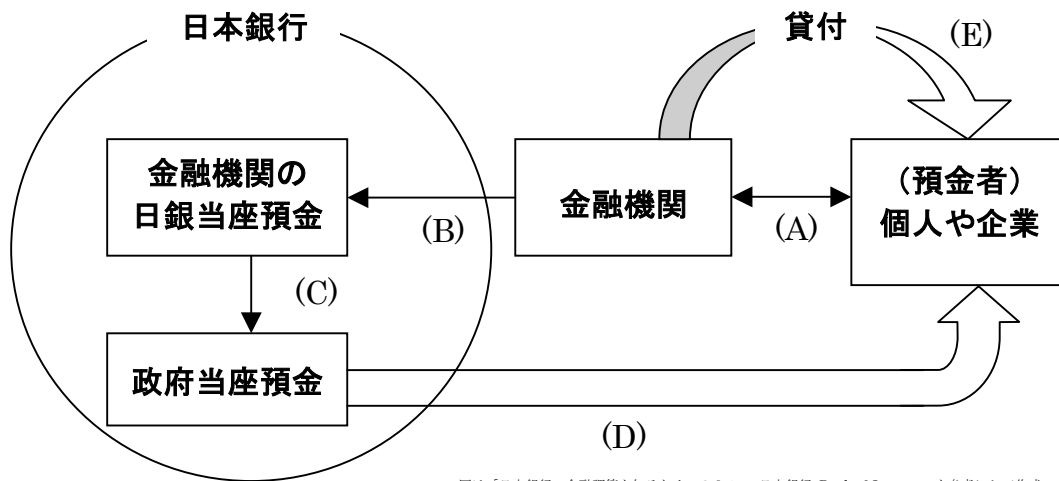 日本銀行
貸付
(E)
金融機関の
日銀当座預金
金融機関
(預金者)
個人や企業
(B)
(A)
(C)
政府当座預金
(D)